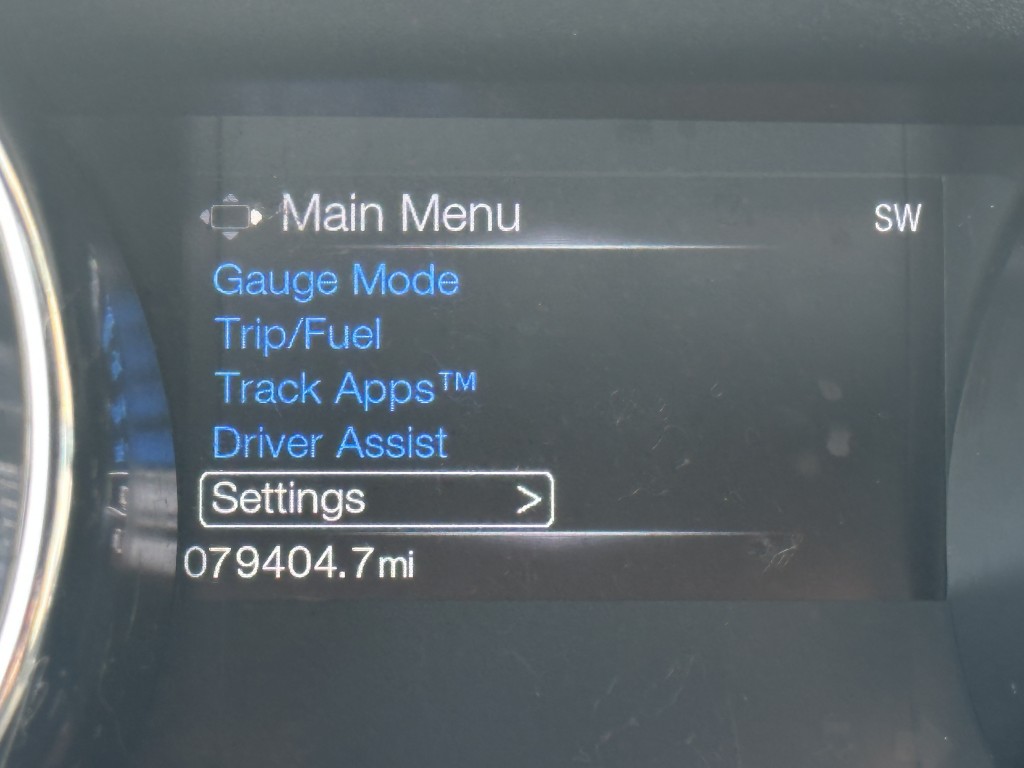 Main Menu SW
Gauge Mode
Trip/Fuel
Track Apps™
Driver Assist
Settings >
079404.7mi